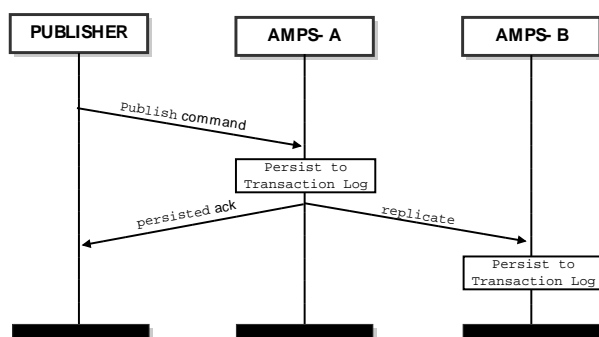 PUBLISHER
AMPS- A
AMPS- B
Publish command
Persist to
Transaction Log
persisted ack
replicate
Persist to
Transaction Log